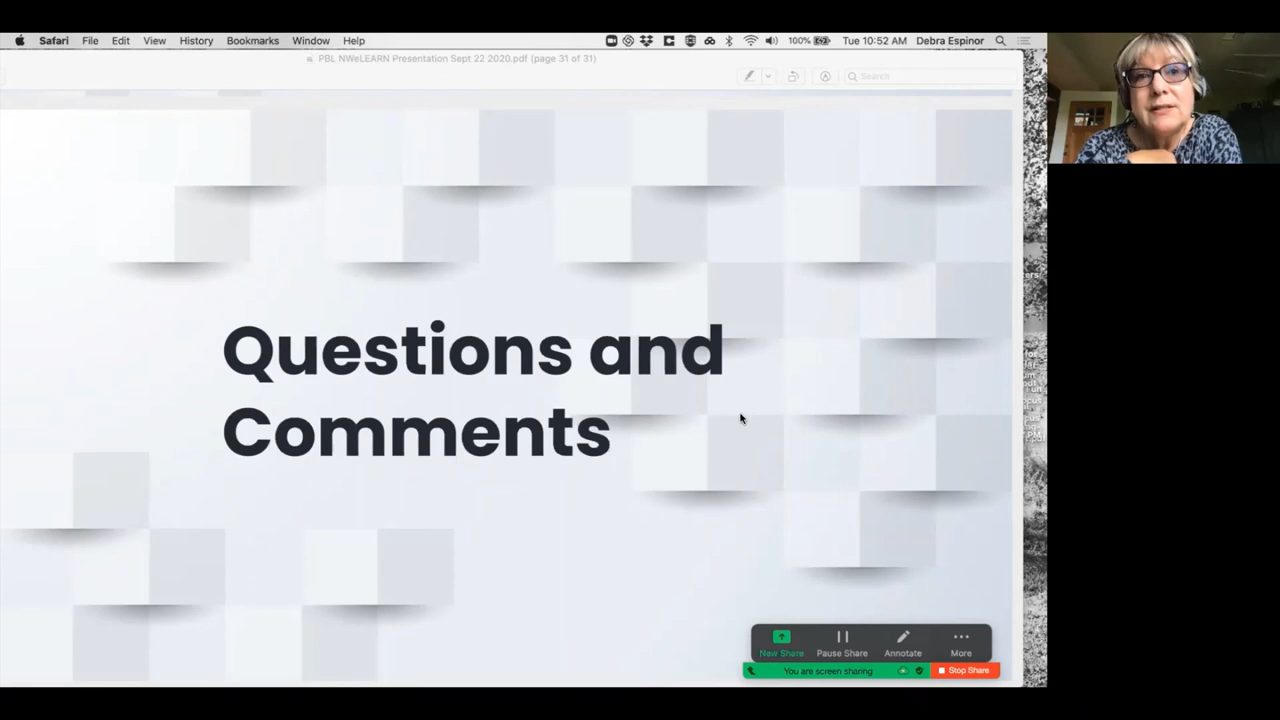 Safari File Edit View History Bookmarks Window Help 100% Tue 10:52 AM Debra Espinor
PBL NWeLEARN Presentation Sept 22 2020.pdf (page 31 of 31)
Search
Questions and
Comments
New Share Pause Share Annotate More
You are screen sharing Stop Share